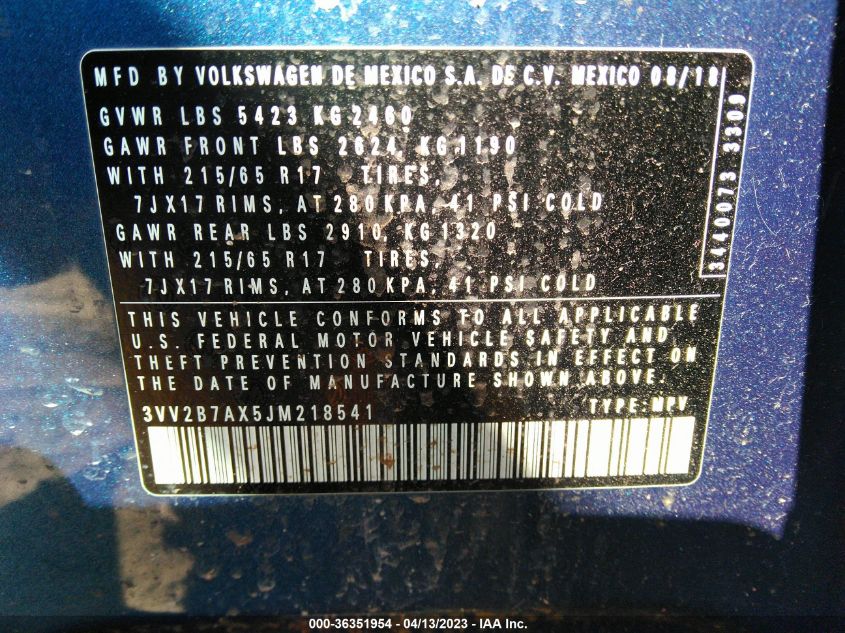 MFD BY VOLKSWAGEN DE MEXICO S.A. DE C.V. MEXICO 08/18
GVWR LBS 5423 KG 2460
GAWR FRONT LBS 2624, KG 1190
WITH 215/65 R17 TIRES,
7JX17 RIMS, AT 280 KPA, 41 PSI COLD
GAWR REAR LBS 2910, KG 1320
WITH 215/65 R17 TIRES,
7JX17 RIMS, AT 280 KPA, 41 PSI COLD
3440073 3309
THIS VEHICLE CONFORMS TO ALL APPLICABLE
U.S. FEDERAL MOTOR VEHICLE SAFETY AND
THEFT PREVENTION STANDARDS IN EFFECT ON
THE DATE OF MANUFACTURE SHOWN ABOVE.
3VV2B7AX5JM218541 TYPE: MPV
000-36351954 - 04/13/2023 - IAA Inc.